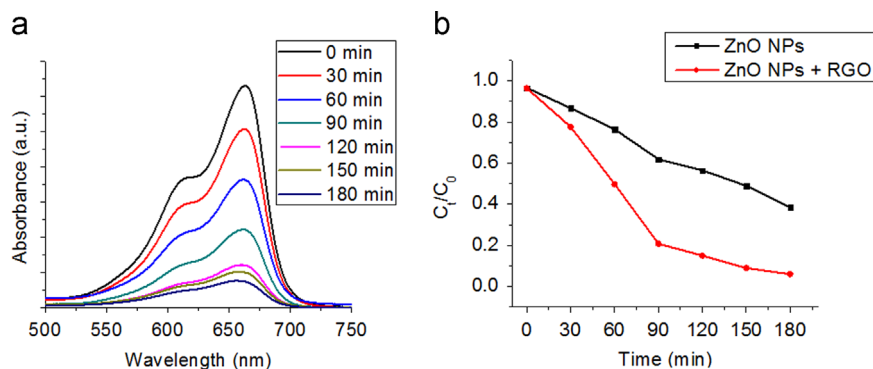 a
0 min
30 min
60 min
90 min
120 min
150 min
180 min
Absorbance (a.u.)
500 550 600 650 700 750
Wavelength (nm)
b
ZnO NPs
ZnO NPs + RGO
1.0
0.8
0.6
0.4
0.2
0.0
Ct/C0
0 30 60 90 120 150 180
Time (min)